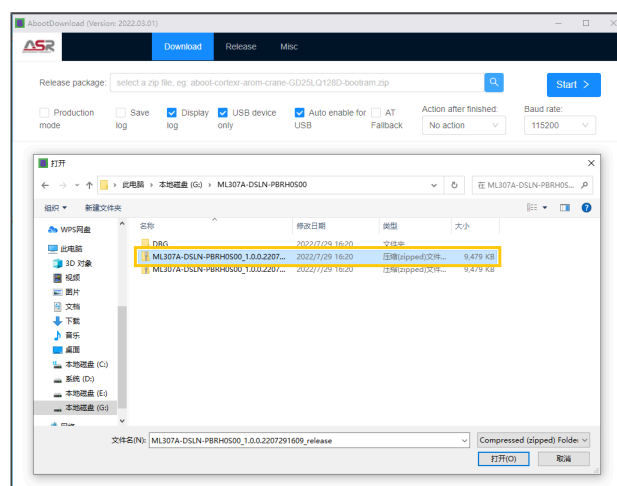 AbootDownload (Version: 2022.03.01)
ASR Download Release Misc
Release package: select a zip file, eg: aboot-cortexr-arom-crane-GD25LQ128D-bootram.zip Start >
Production mode Save log Display log USB device only Auto enable for USB AT Fallback Action after finished: No action Baud rate: 115200
打开
此电脑 › 本地磁盘 (G:) › ML307A-DSLN-PBRH0S00 在 ML307A-DSLN-PBRH0S...
组织 新建文件夹
名称 修改日期 类型 大小
WPS网盘
DBG 2022/7/29 16:20 文件夹
此电脑
ML307A-DSLN-PBRH0S00_1.0.0.2207... 2022/7/29 16:20 压缩(zipped)文件... 9,479 KB
3D 对象
ML307A-DSLN-PBRH0S00_1.0.0.2207... 2022/7/29 16:20 压缩(zipped)文件... 9,479 KB
视频
图片
文档
下载
音乐
桌面
本地磁盘 (C:)
系统 (D:)
本地磁盘 (E:)
本地磁盘 (G:)
文件名(N): ML307A-DSLN-PBRH0S00_1.0.0.2207291609_release Compressed (zipped) Folde
打开(O) 取消